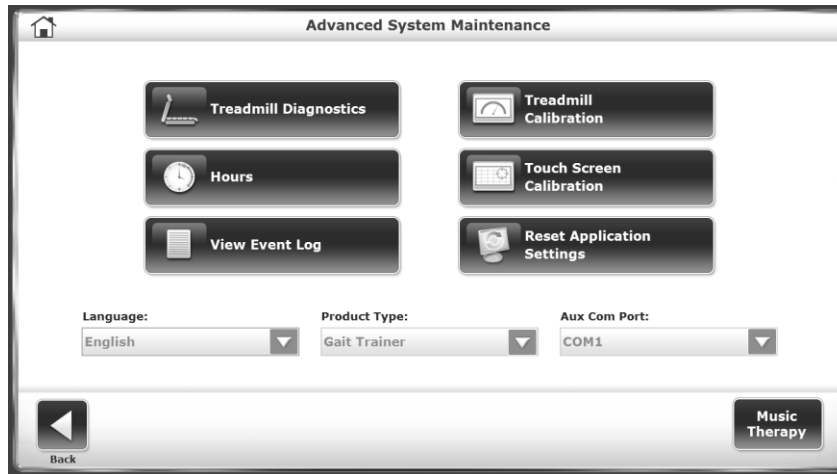 Advanced System Maintenance
Treadmill Diagnostics
Treadmill
Calibration
Hours
Touch Screen
Calibration
View Event Log
Reset Application
Settings
Language:
Product Type:
Aux Com Port:
English
Gait Trainer
COM1
Back
Music
Therapy